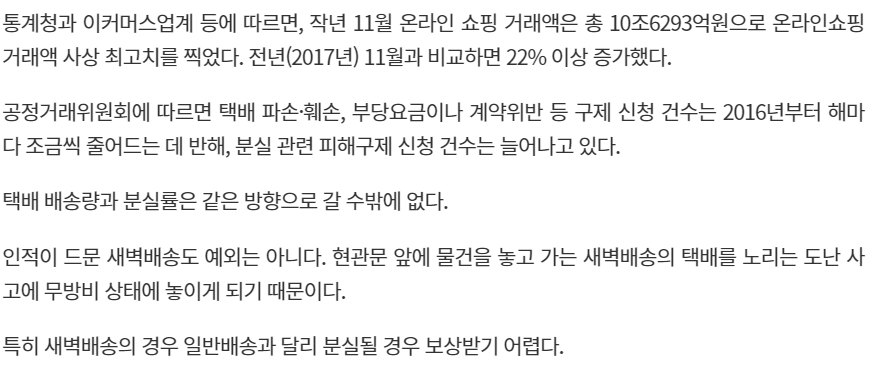 통계청과 이커머스업계 등에 따르면, 작년 11월 온라인 쇼핑 거래액은 총 10조6293억원으로 온라인쇼핑
거래액 사상 최고치를 찍었다. 전년(2017년) 11월과 비교하면 22% 이상 증가했다.
공정거래위원회에 따르면 택배 파손·훼손, 부당요금이나 계약위반 등 구제 신청 건수는 2016년부터 해마
다 조금씩 줄어드는 데 반해, 분실 관련 피해구제 신청 건수는 늘어나고 있다.
택배 배송량과 분실률은 같은 방향으로 갈 수밖에 없다.
인적이 드문 새벽배송도 예외는 아니다. 현관문 앞에 물건을 놓고 가는 새벽배송의 택배를 노리는 도난 사
고에 무방비 상태에 놓이게 되기 때문이다.
특히 새벽배송의 경우 일반배송과 달리 분실될 경우 보상받기 어렵다.